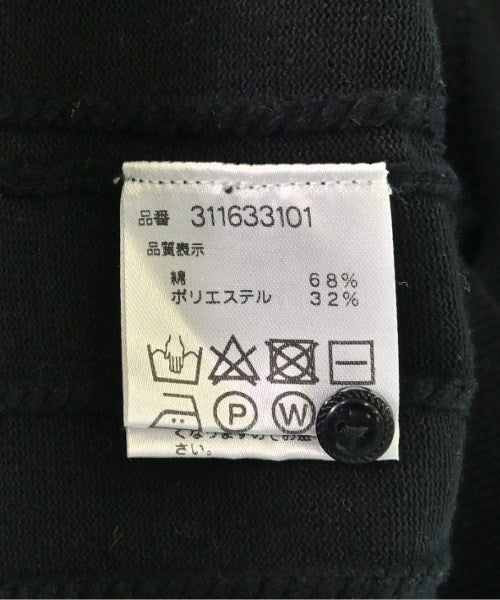 品番 311633101
品質表示
綿 68%
ポリエステル 32%
P W
さい。